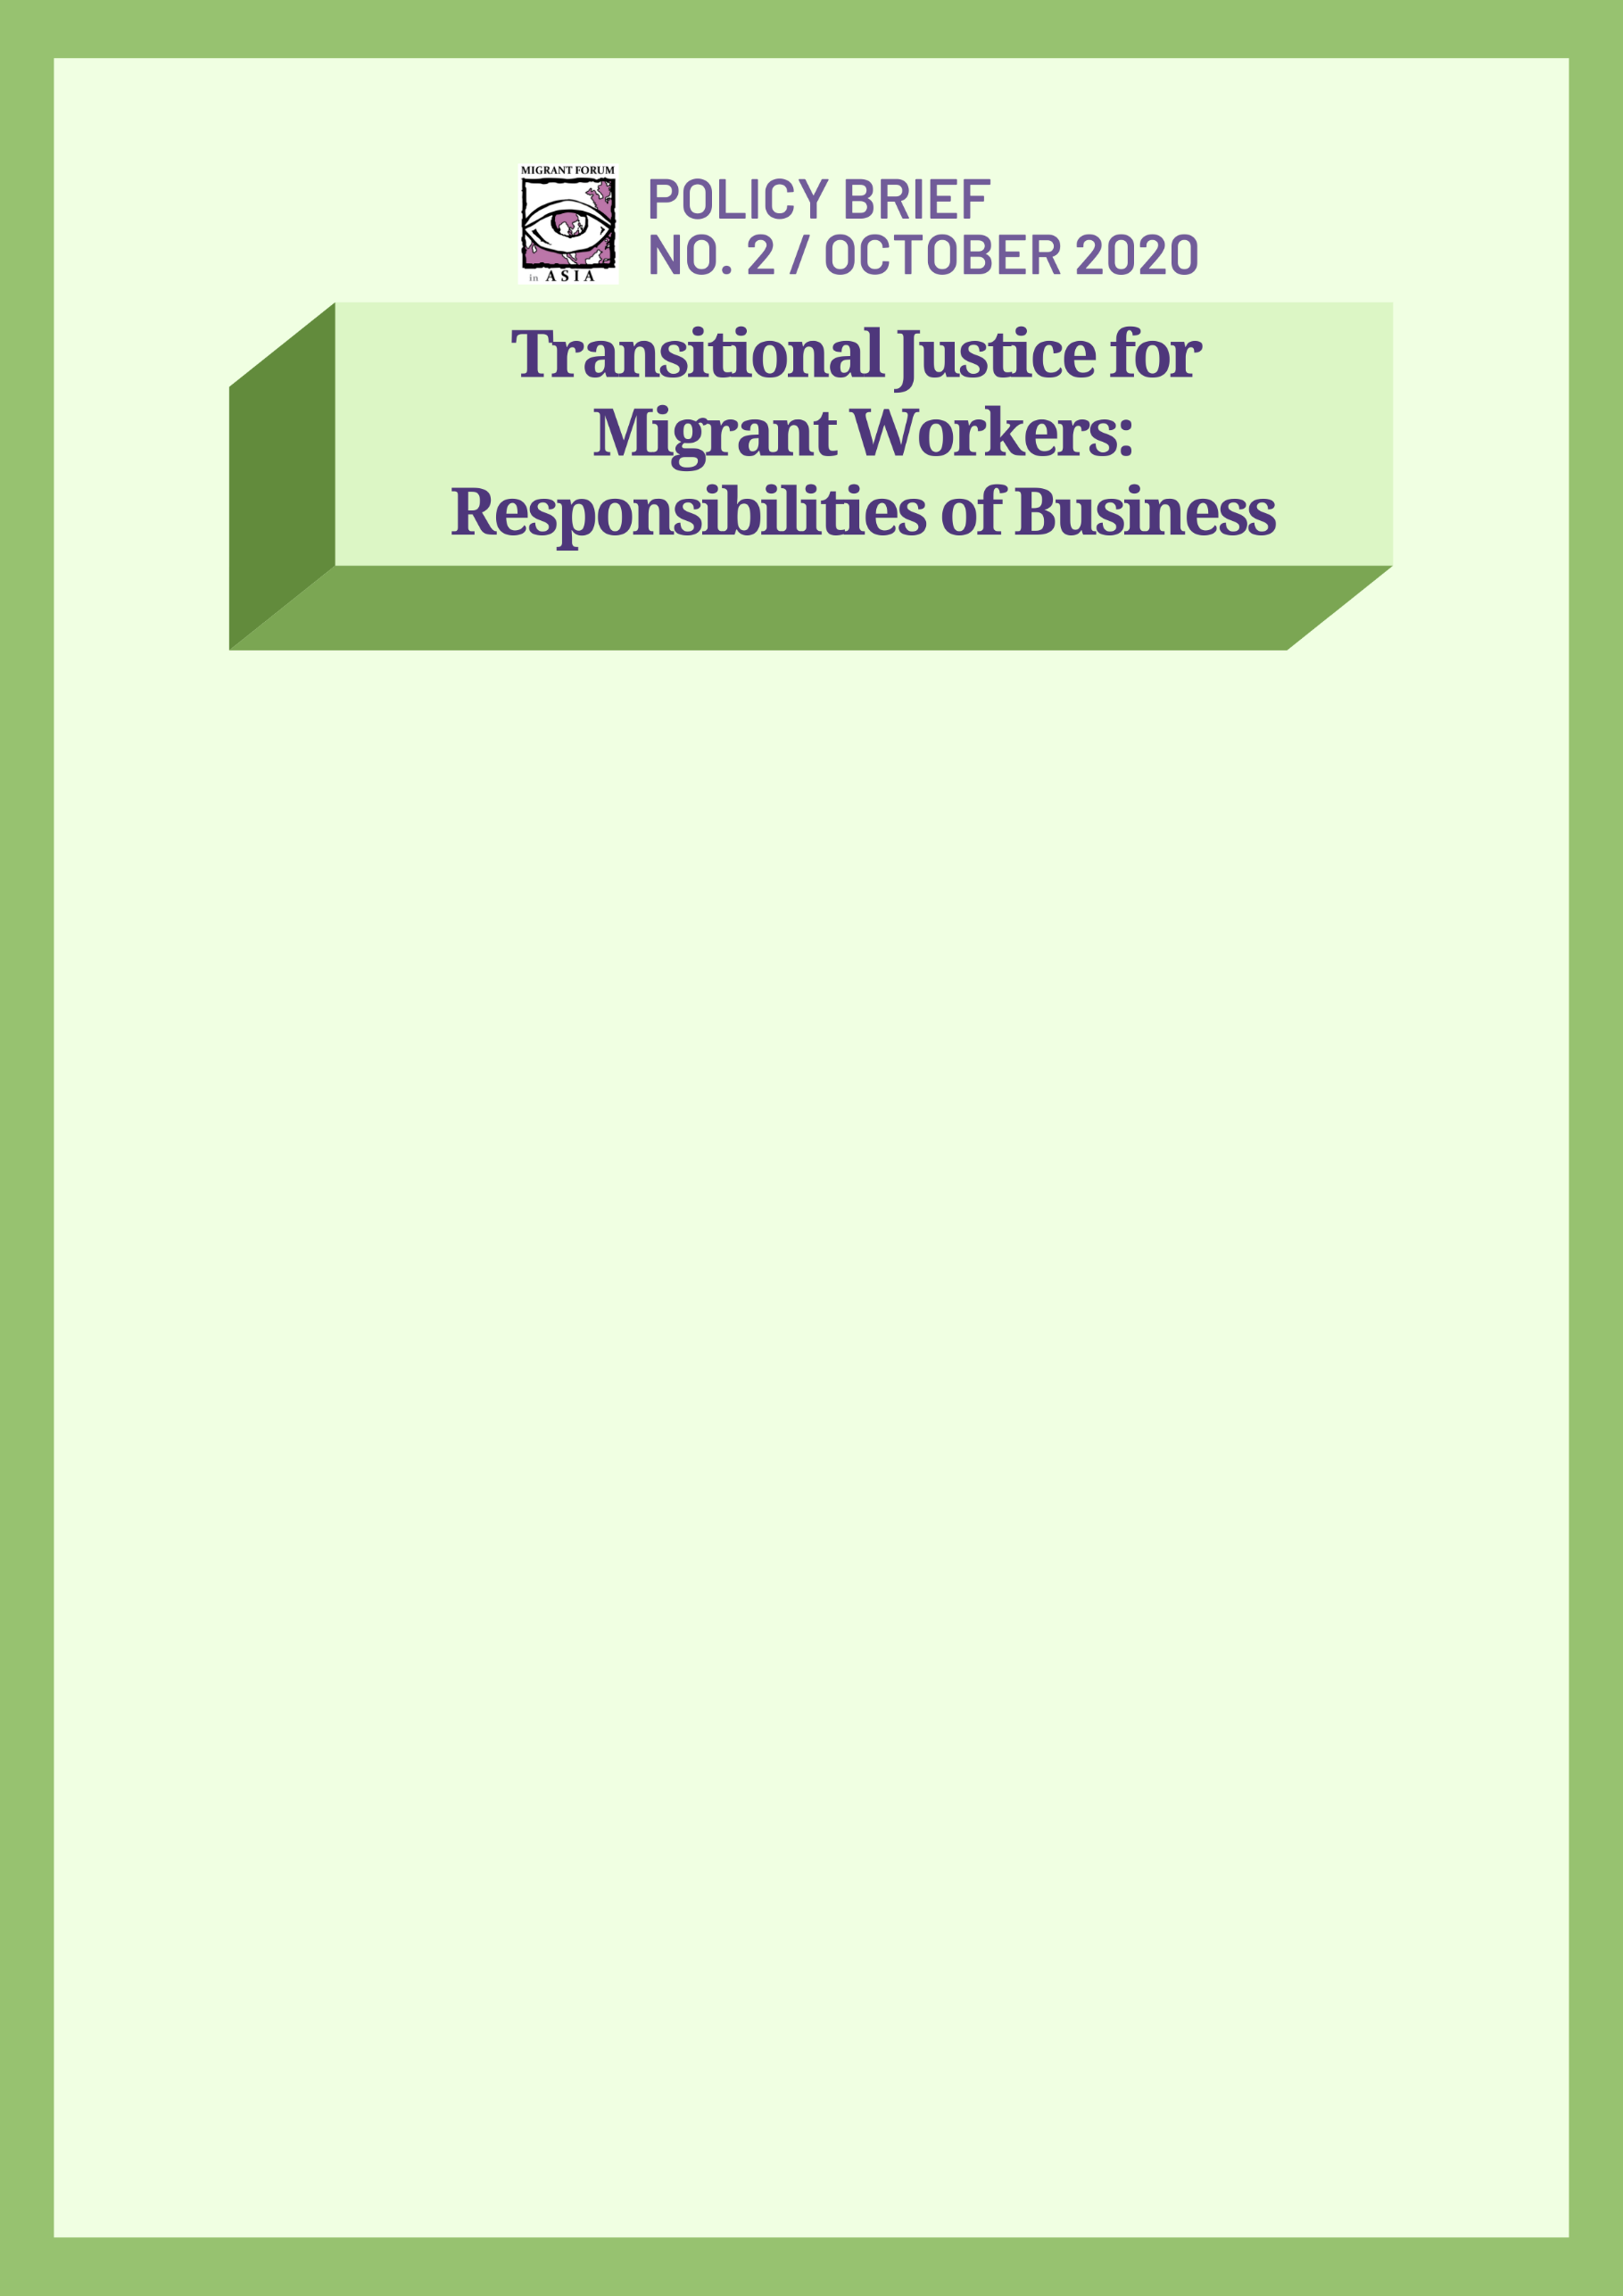 MIGRANT FORUM
in ASIA
POLICY BRIEF
NO. 2 / OCTOBER 2020
Transitional Justice for
Migrant Workers:
Responsibilities of Business